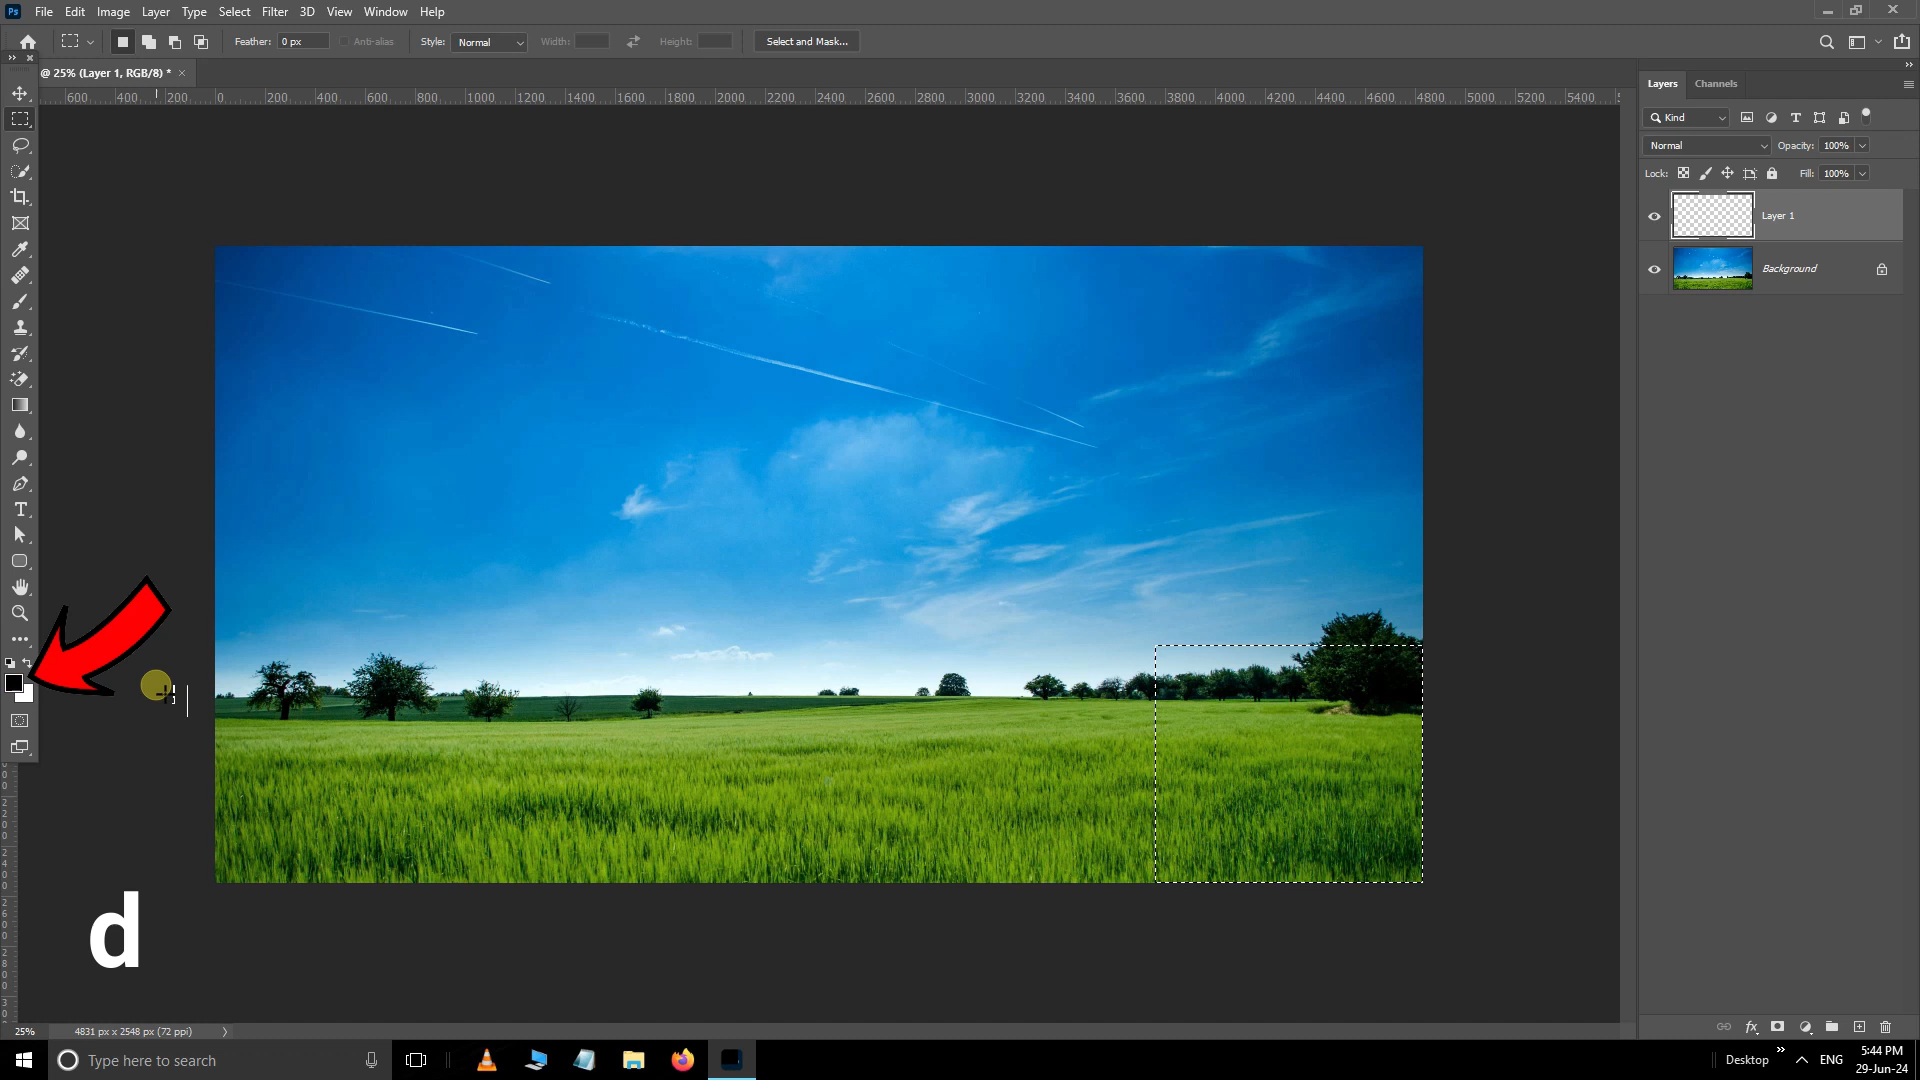 Ps File Edit Image Layer Type Select Filter 3D View Window Help
Feather: 0 px Anti-alias Style: Normal Width: Height: Select and Mask...
@ 25% (Layer 1, RGB/8) *
600 400 200 0 200 400 600 800 1000 1200 1400 1600 1800 2000 2200 2400 2600 2800 3000 3200 3400 3600 3800 4000 4200 4400 4600 4800 5000 5200 5400
Layers Channels
Kind
Normal Opacity: 100%
Lock: Fill: 100%
Layer 1
Background
d
25% 4831 px x 2548 px (72 ppi)
Type here to search
Desktop ENG
5:44 PM
29-Jun-24